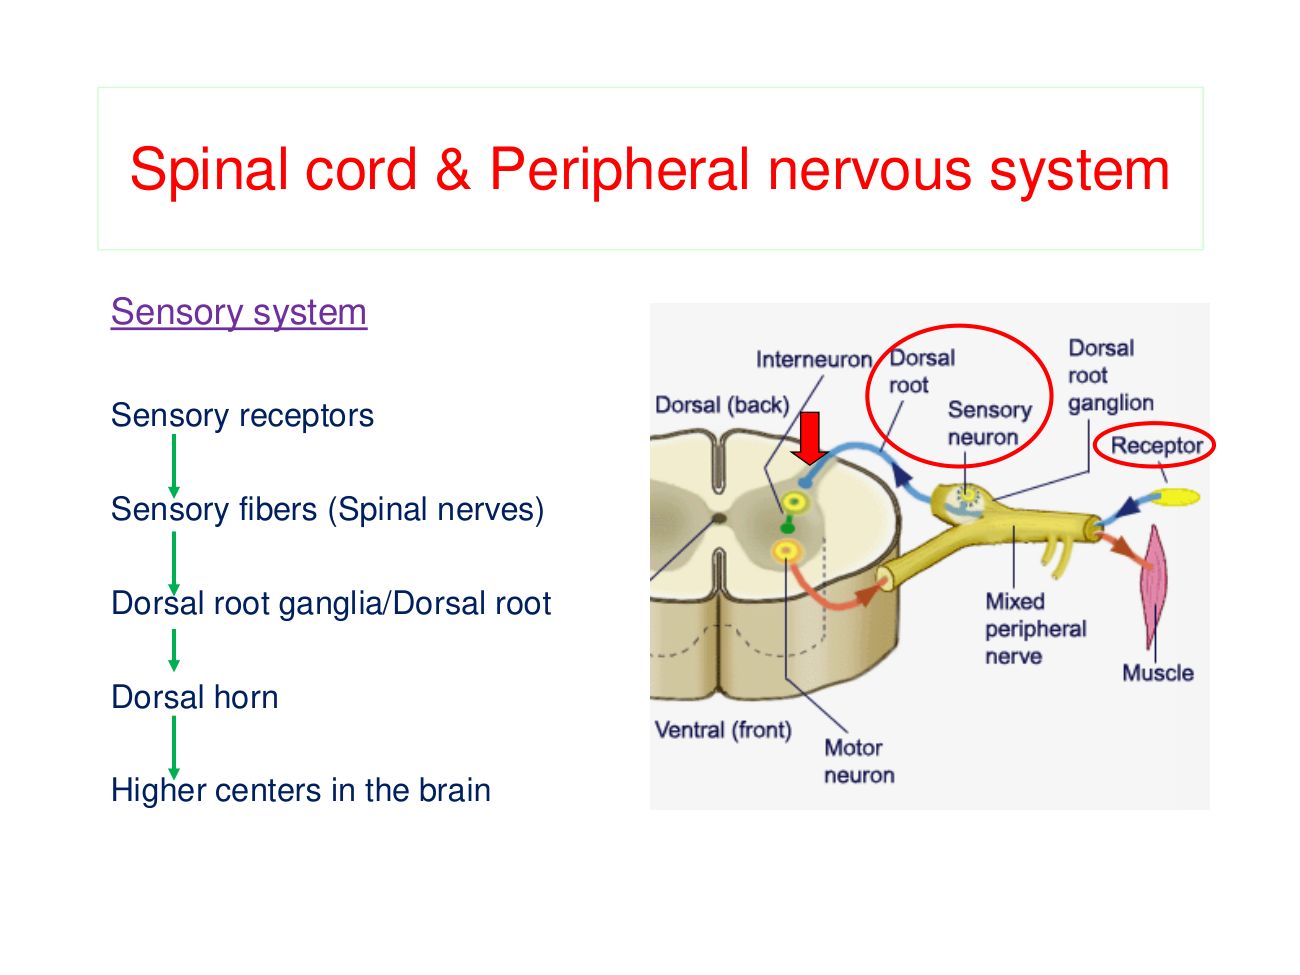 Spinal cord & Peripheral nervous system
Sensory system
Sensory receptors
Sensory fibers (Spinal nerves)
Dorsal root ganglia/Dorsal root
Dorsal horn
Higher centers in the brain
Interneuron
Dorsal
root
Dorsal
root
ganglion
Dorsal (back)
Sensory
neuron
Receptor
Mixed
peripheral
nerve
Muscle
Ventral (front)
Motor
neuron